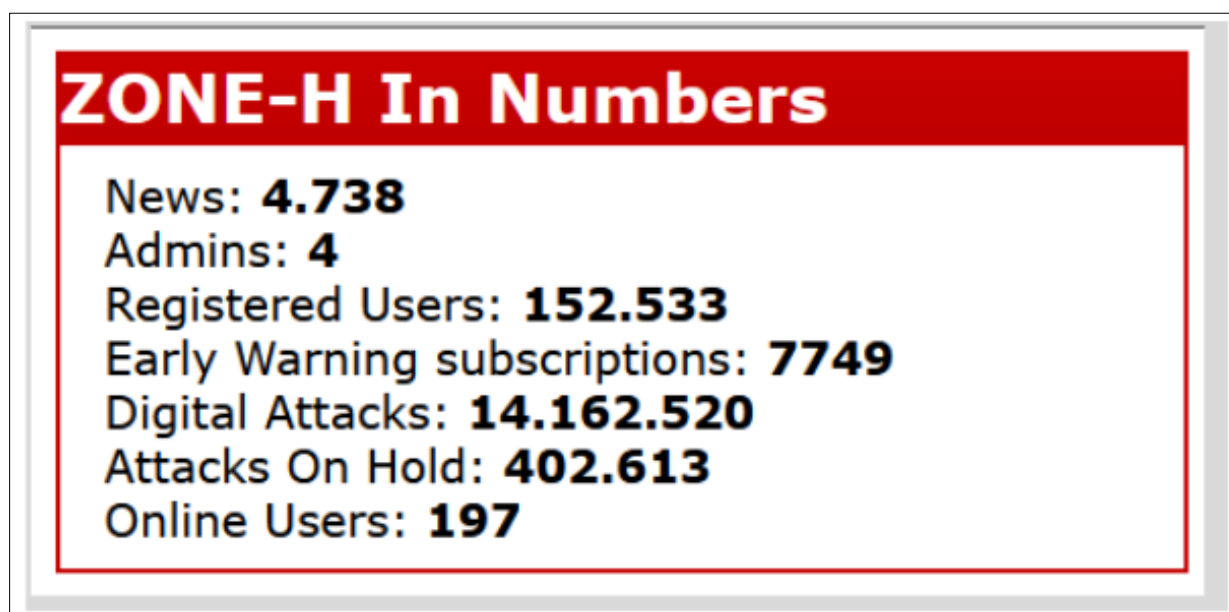 ZONE-H In Numbers
News: 4.738
Admins: 4
Registered Users: 152.533
Early Warning subscriptions: 7749
Digital Attacks: 14.162.520
Attacks On Hold: 402.613
Online Users: 197